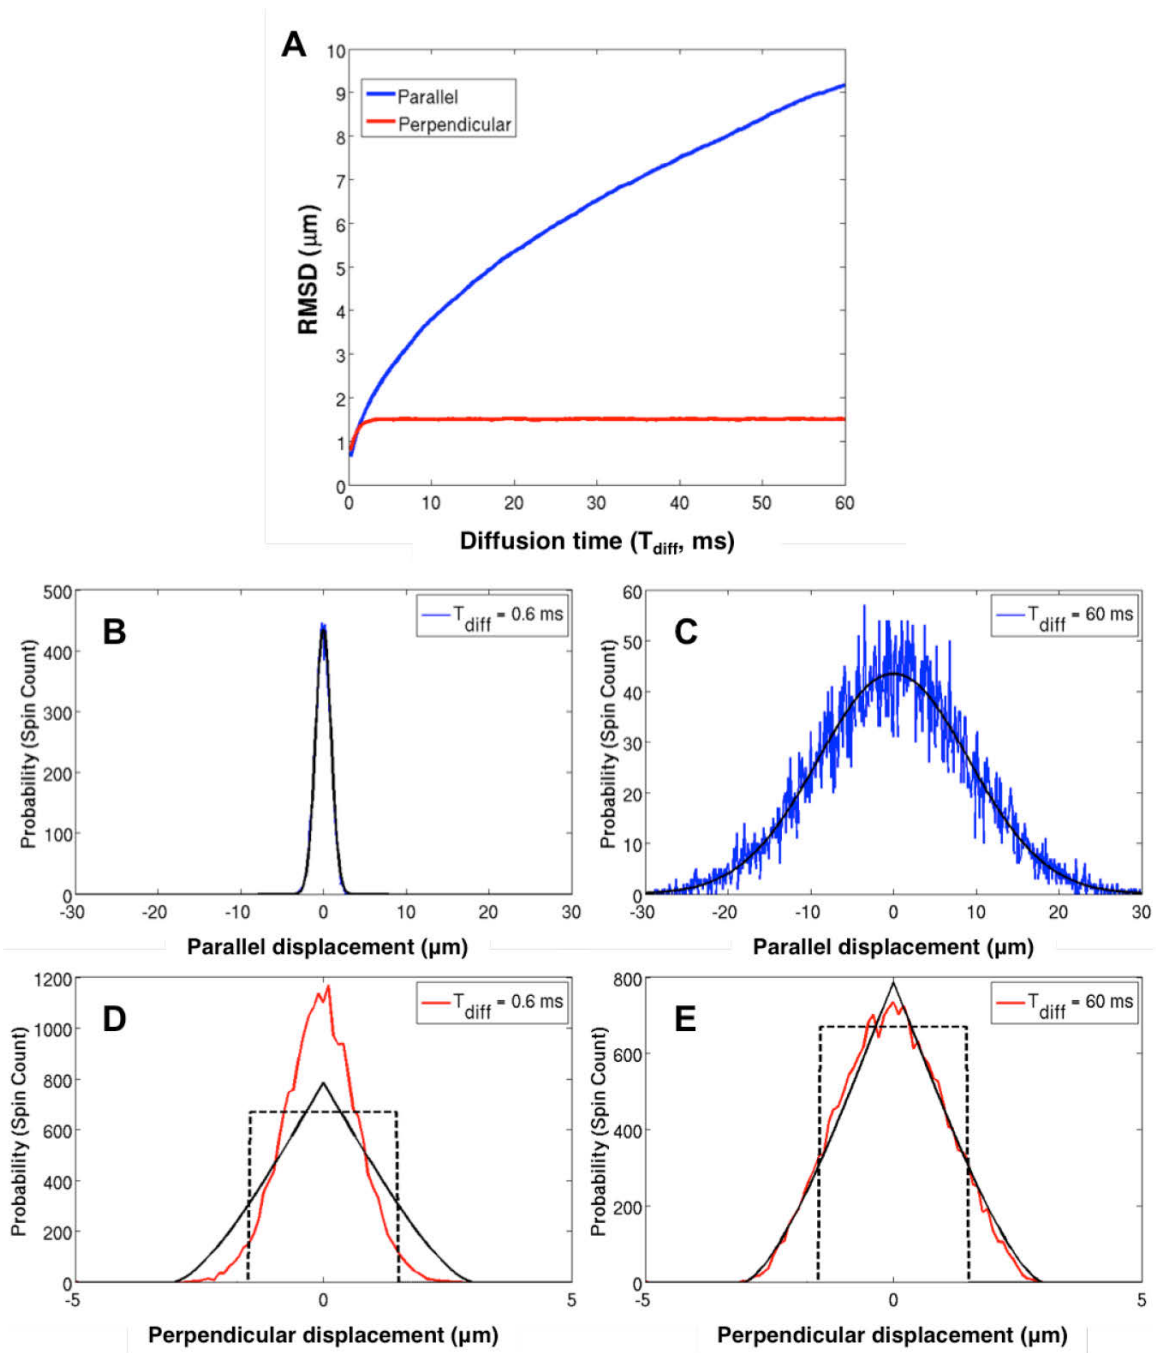 A
10
9
8
7
6
5
4
3
2
1
0
RMSD (μm)
Parallel
Perpendicular
0 10 20 30 40 50 60
Diffusion time (Tdiff, ms)
B
500
400
300
200
100
0
Probability (Spin Count)
Tdiff = 0.6 ms
-30 -20 -10 0 10 20 30
Parallel displacement (μm)
C
60
50
40
30
20
10
0
Probability (Spin Count)
Tdiff = 60 ms
-30 -20 -10 0 10 20 30
Parallel displacement (μm)
D
1200
1000
800
600
400
200
0
Probability (Spin Count)
Tdiff = 0.6 ms
-5 0 5
Perpendicular displacement (μm)
E
800
600
400
200
0
Probability (Spin Count)
Tdiff = 60 ms
-5 0 5
Perpendicular displacement (μm)